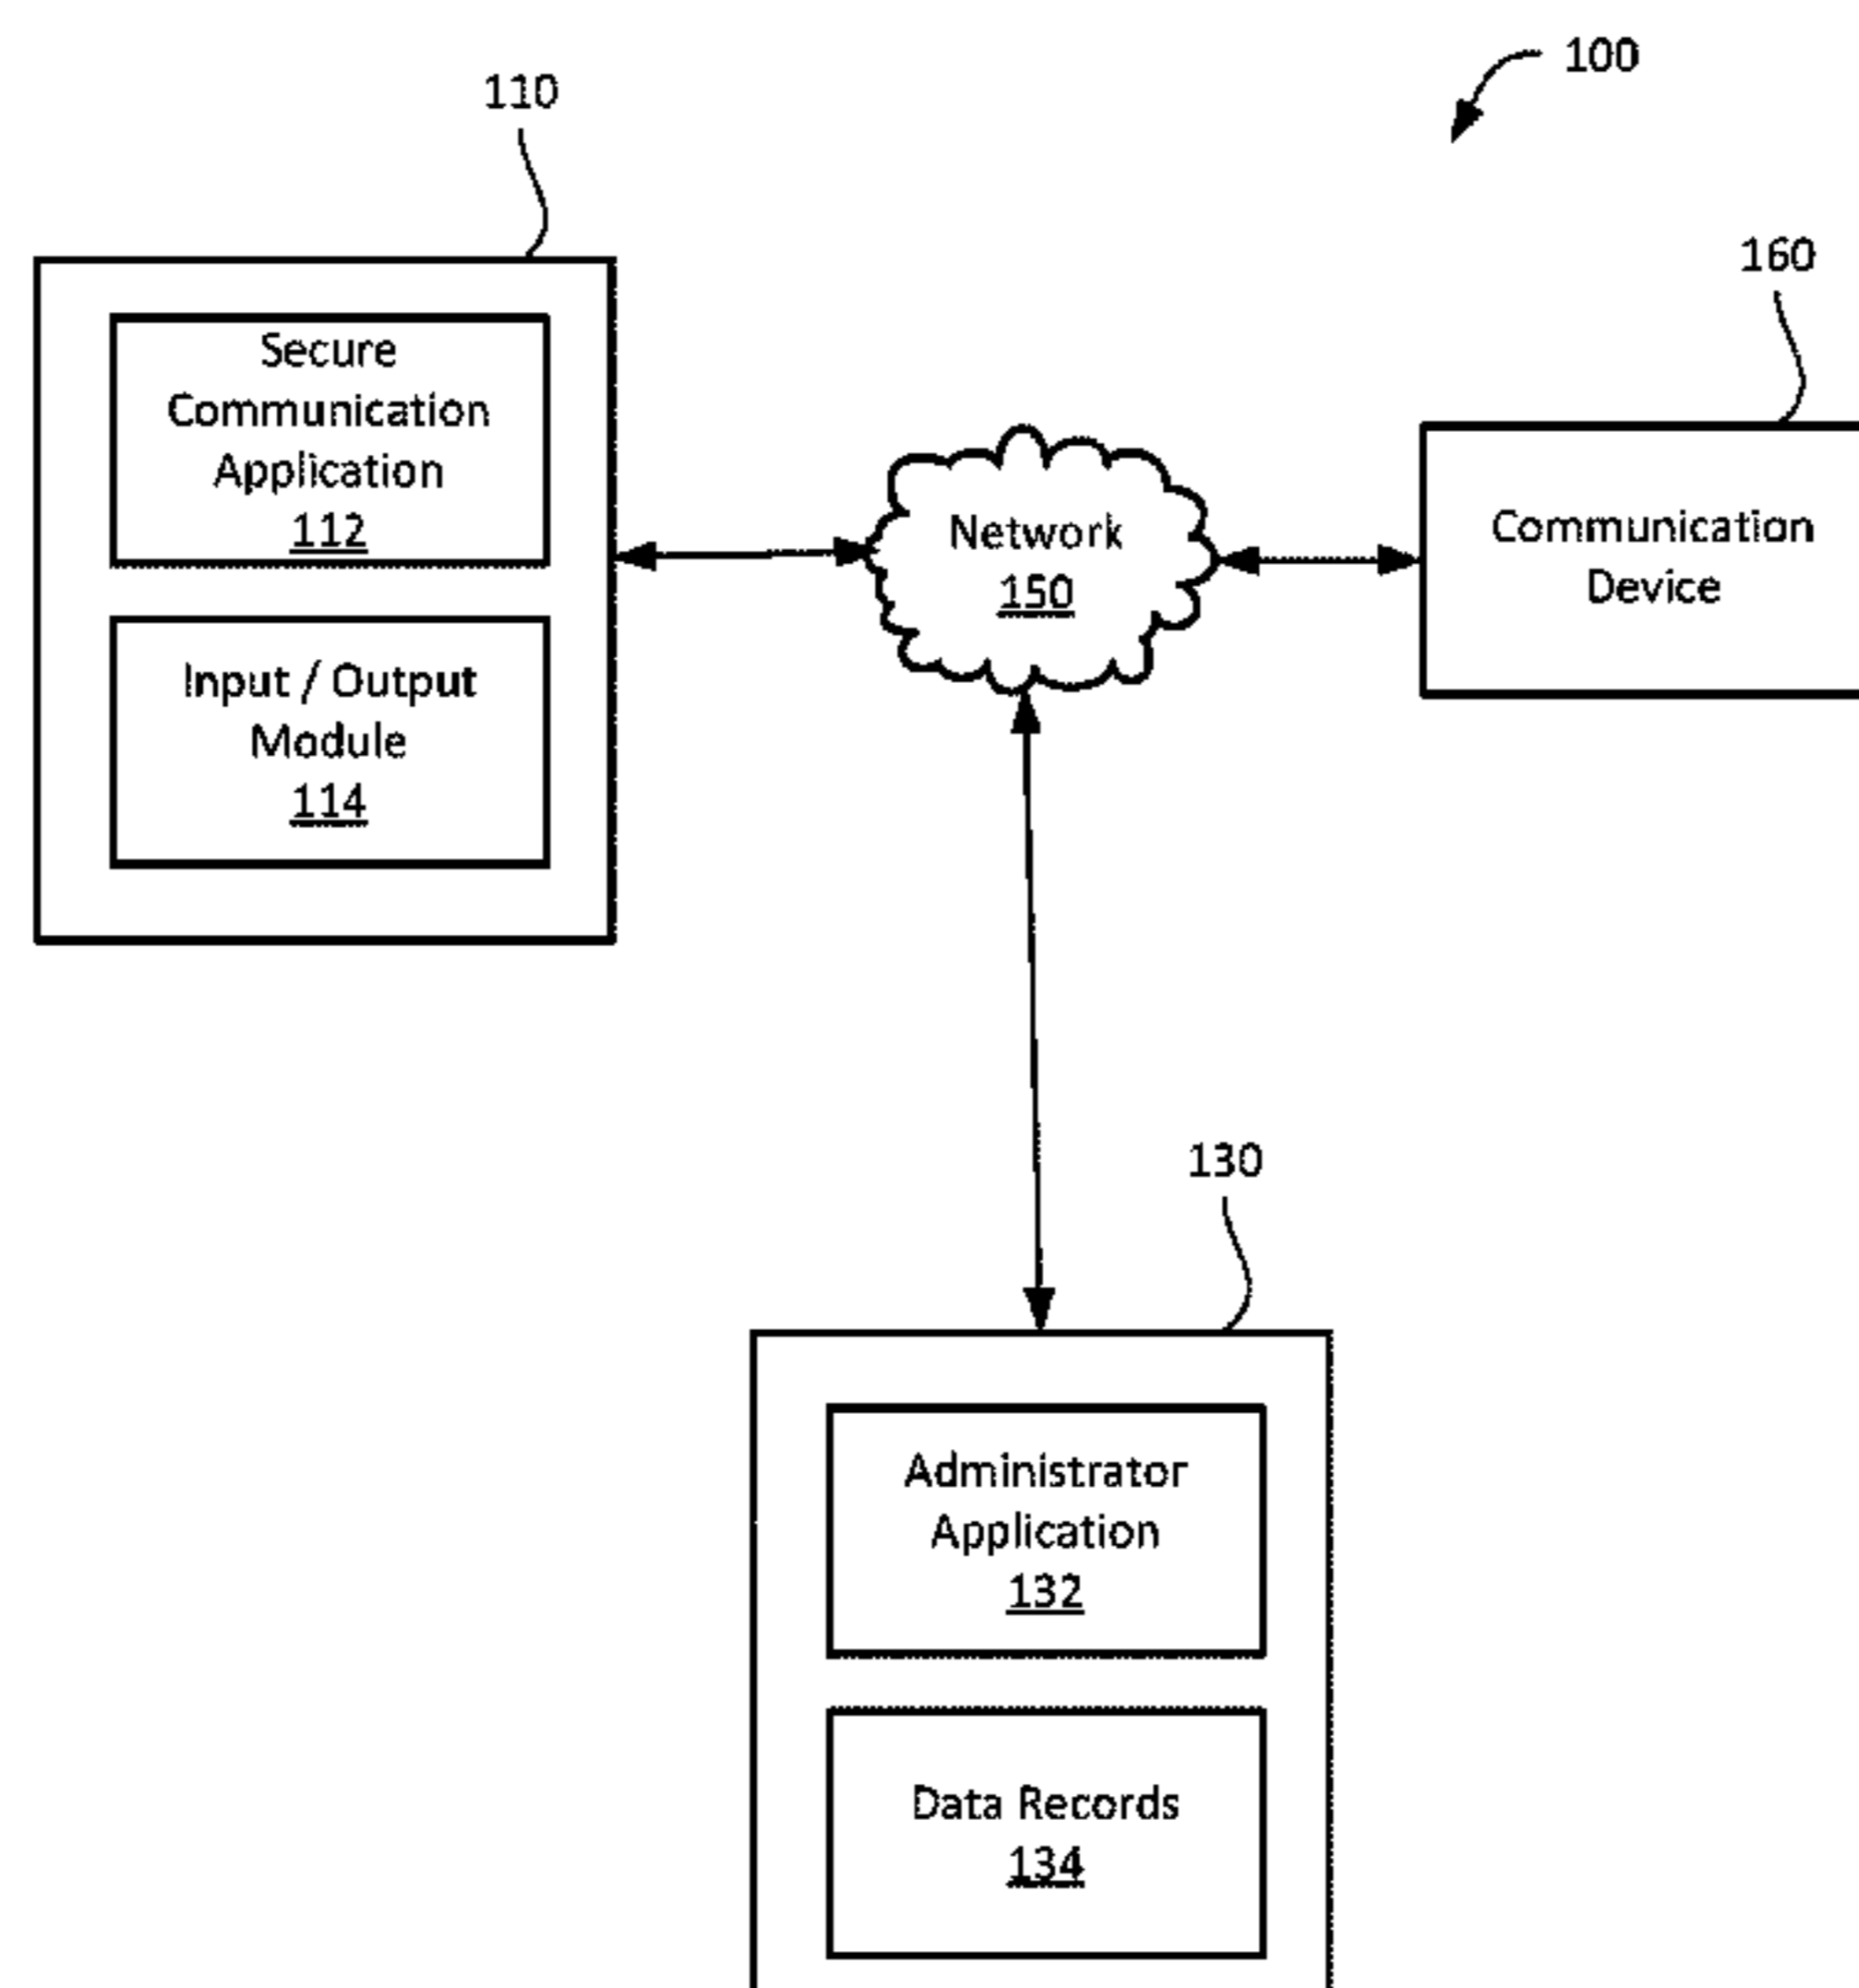 100
110
160
Secure
Communication
Application
112
Input / Output
Module
114
Network
150
Communication
Device
130
Administrator
Application
132
Data Records
134